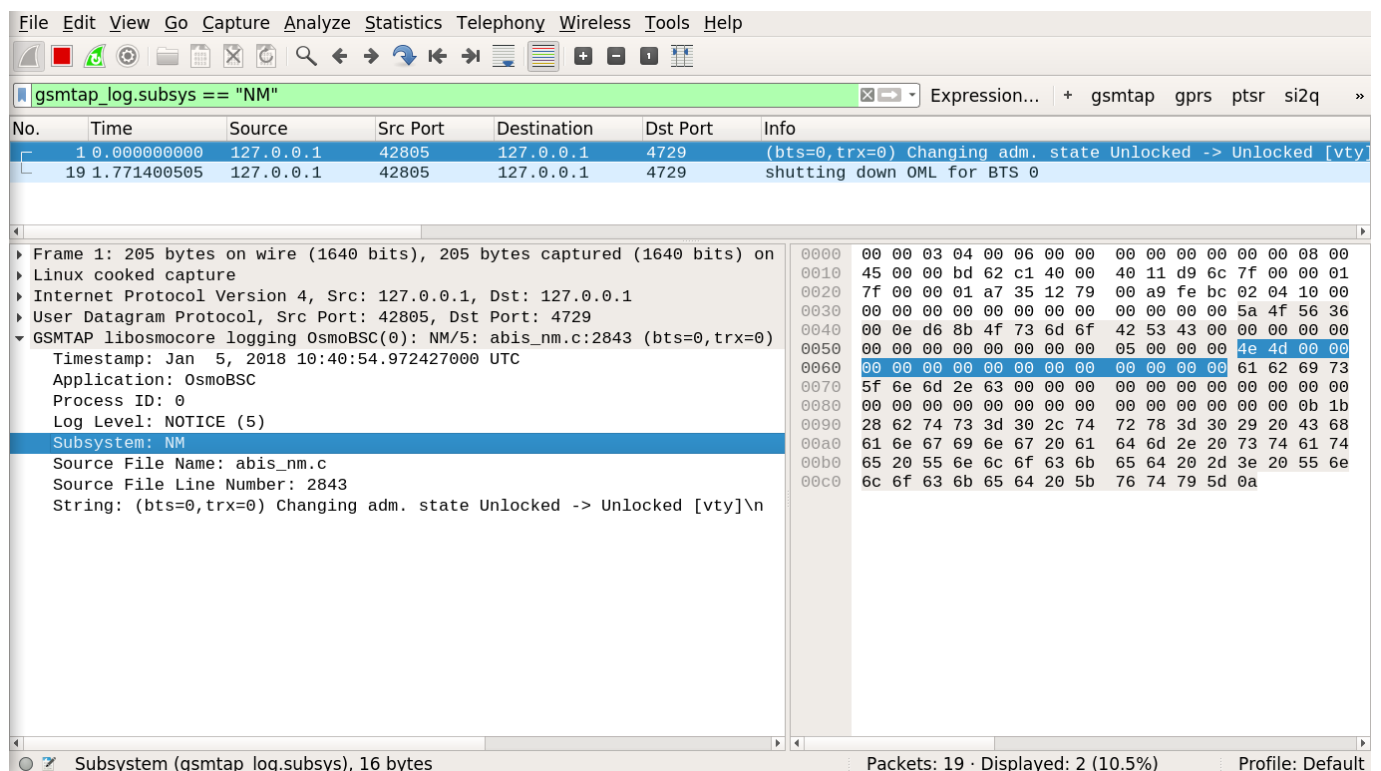 File Edit View Go Capture Analyze Statistics Telephony Wireless Tools Help
gsmtap_log.subsys == "NM" Expression… + gsmtap gprs ptsr si2q »
No. Time Source Src Port Destination Dst Port Info
1 0.000000000 127.0.0.1 42805 127.0.0.1 4729 (bts=0,trx=0) Changing adm. state Unlocked -> Unlocked [vty]
19 1.771400505 127.0.0.1 42805 127.0.0.1 4729 shutting down OML for BTS 0
Frame 1: 205 bytes on wire (1640 bits), 205 bytes captured (1640 bits) on
Linux cooked capture
Internet Protocol Version 4, Src: 127.0.0.1, Dst: 127.0.0.1
User Datagram Protocol, Src Port: 42805, Dst Port: 4729
GSMTAP libosmocore logging OsmoBSC(0): NM/5: abis_nm.c:2843 (bts=0,trx=0)
Timestamp: Jan  5, 2018 10:40:54.972427000 UTC
Application: OsmoBSC
Process ID: 0
Log Level: NOTICE (5)
Subsystem: NM
Source File Name: abis_nm.c
Source File Line Number: 2843
String: (bts=0,trx=0) Changing adm. state Unlocked -> Unlocked [vty]\n
0000 00 00 03 04 00 06 00 00 00 00 00 00 00 00 08 00
0010 45 00 00 bd 62 c1 40 00 40 11 d9 6c 7f 00 00 01
0020 7f 00 00 01 a7 35 12 79 00 a9 fe bc 02 04 10 00
0030 00 00 00 00 00 00 00 00 00 00 00 00 5a 4f 56 36
0040 00 0e d6 8b 4f 73 6d 6f 42 53 43 00 00 00 00 00
0050 00 00 00 00 00 00 00 00 05 00 00 00 4e 4d 00 00
0060 00 00 00 00 00 00 00 00 00 00 00 00 61 62 69 73
0070 5f 6e 6d 2e 63 00 00 00 00 00 00 00 00 00 00 00
0080 00 00 00 00 00 00 00 00 00 00 00 00 00 00 0b 1b
0090 28 62 74 73 3d 30 2c 74 72 78 3d 30 29 20 43 68
00a0 61 6e 67 69 6e 67 20 61 64 6d 2e 20 73 74 61 74
00b0 65 20 55 6e 6c 6f 63 6b 65 64 20 2d 3e 20 55 6e
00c0 6c 6f 63 6b 65 64 20 5b 76 74 79 5d 0a
Subsystem (gsmtap_log.subsys), 16 bytes Packets: 19 · Displayed: 2 (10.5%) Profile: Default